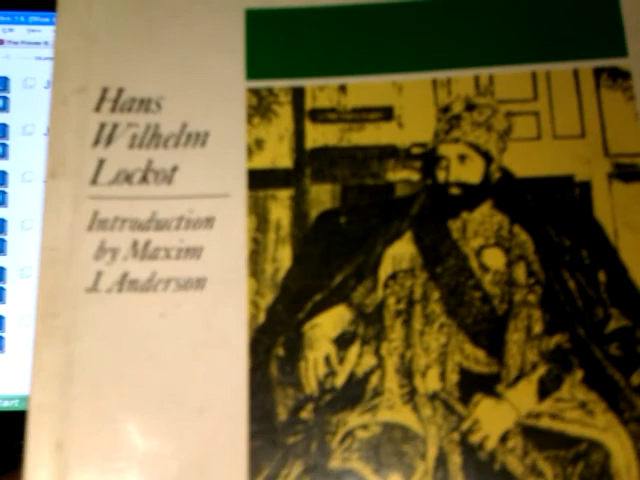 Hans
Wilhelm
Lockot
Introduction
by Maxim
J. Anderson